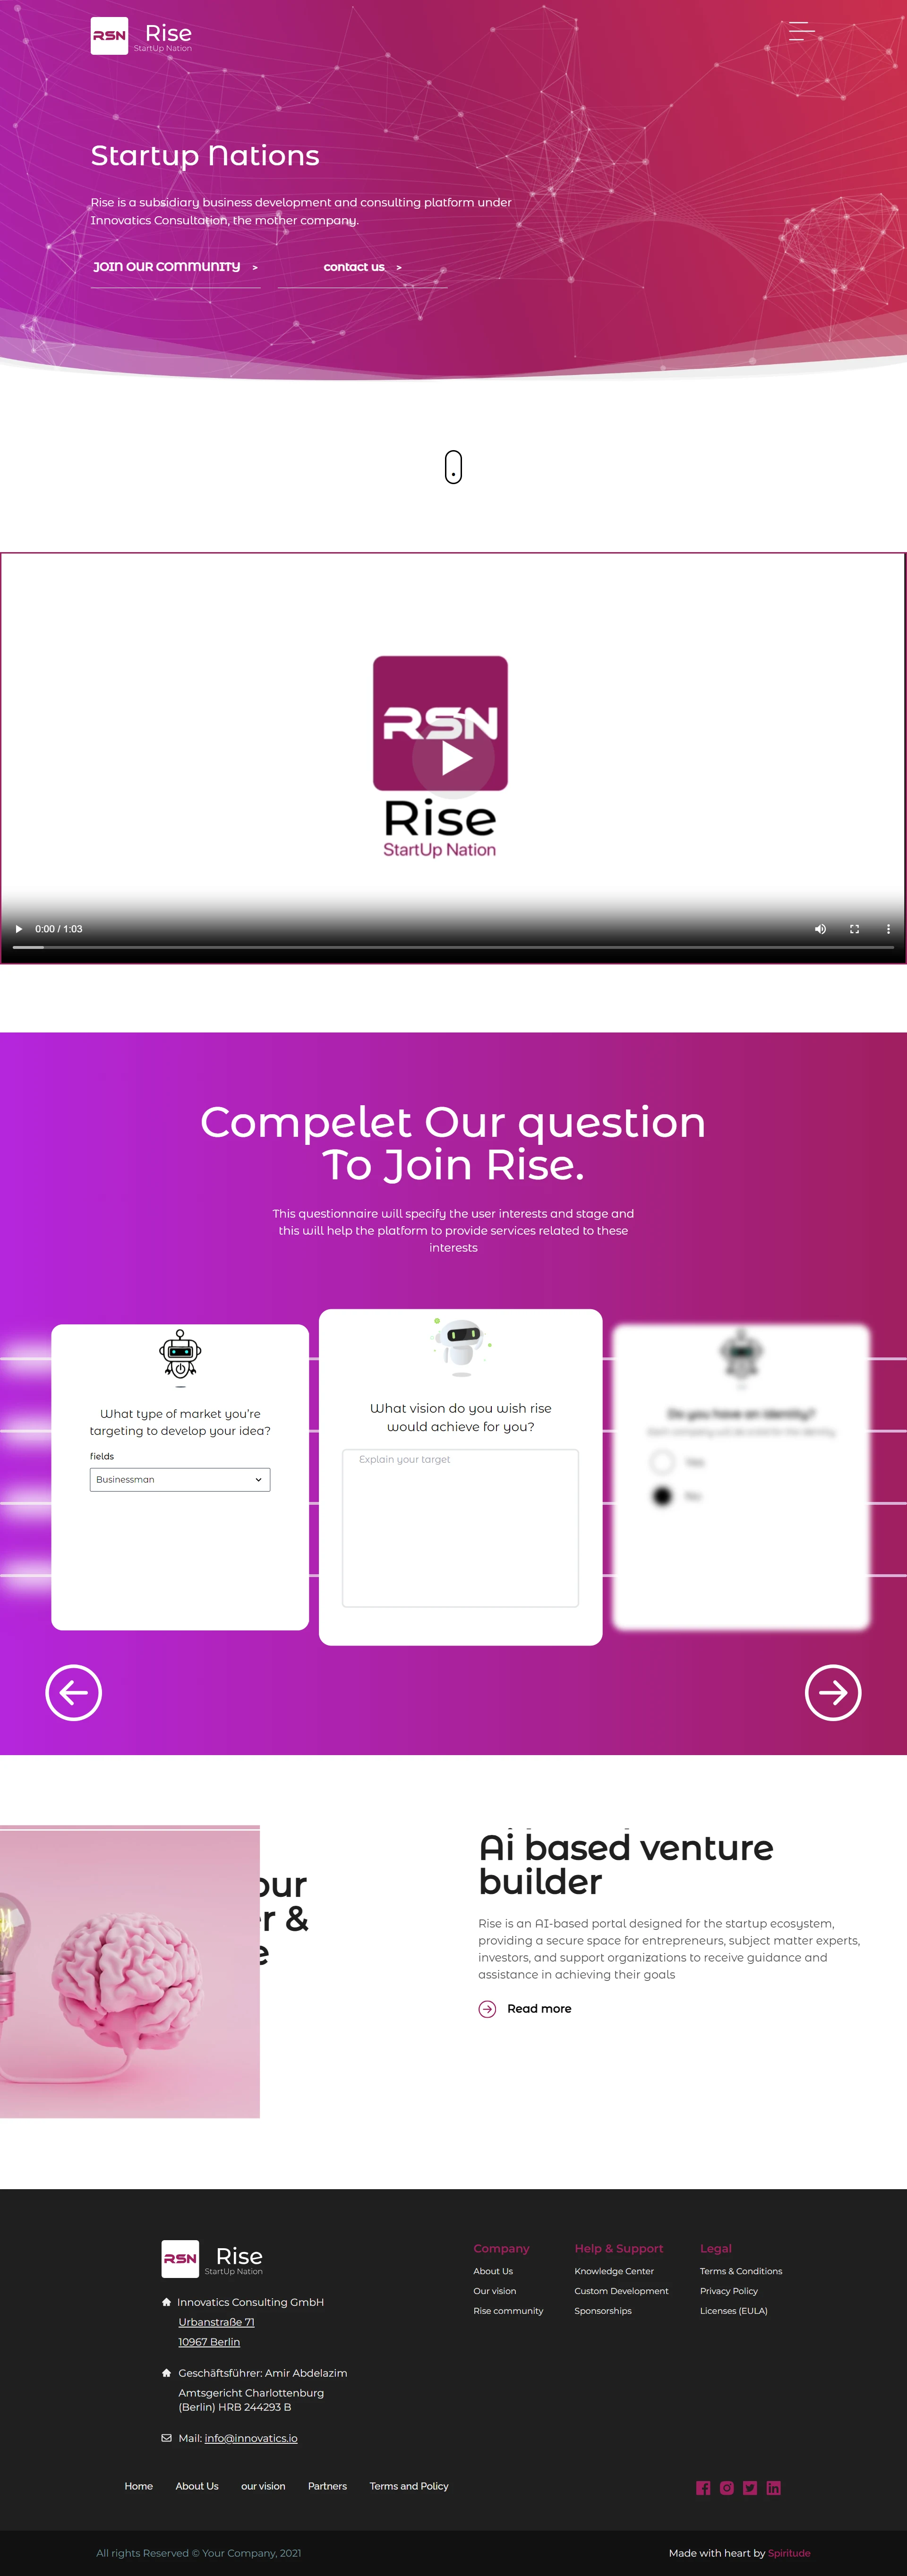 RSN
Rise
StartUp Nation
Startup Nations
Rise is a subsidiary business development and consulting platform under
Innovatics Consultation, the mother company.
JOIN OUR COMMUNITY >
contact us >
RSN
Rise
StartUp Nation
0:00 / 1:03
Compelet Our question
To Join Rise.
This questionnaire will specify the user interests and stage and
this will help the platform to provide services related to these
interests
What type of market you're
targeting to develop your idea?
fields
Businessman
What vision do you wish rise
would achieve for you?
Explain your target
Do you have an identity?
Yes
No
our
er &
e
Ai based venture
builder
Rise is an AI-based portal designed for the startup ecosystem,
providing a secure space for entrepreneurs, subject matter experts,
investors, and support organizations to receive guidance and
assistance in achieving their goals
Read more
RSN
Rise
StartUp Nation
Innovatics Consulting GmbH
Urbanstraße 71
10967 Berlin
Geschäftsführer: Amir Abdelazim
Amtsgericht Charlottenburg
(Berlin) HRB 244293 B
Mail: info@innovatics.io
Company
About Us
Our vision
Rise community
Help & Support
Knowledge Center
Custom Development
Sponsorships
Legal
Terms & Conditions
Privacy Policy
Licenses (EULA)
Home
About Us
our vision
Partners
Terms and Policy
All rights Reserved © Your Company, 2021
Made with heart by Spiritude